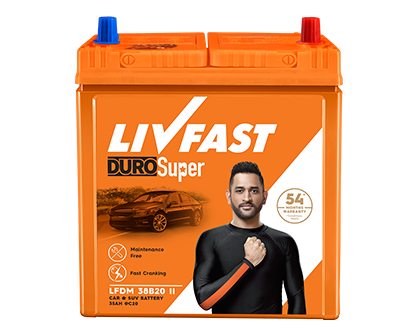 LIVFAST
DURO Super
54*
MONTHS
WARRANTY
Maintenance
Free
Fast Cranking
LFDM 38B20 II
CAR & SUV BATTERY
35AH @C20